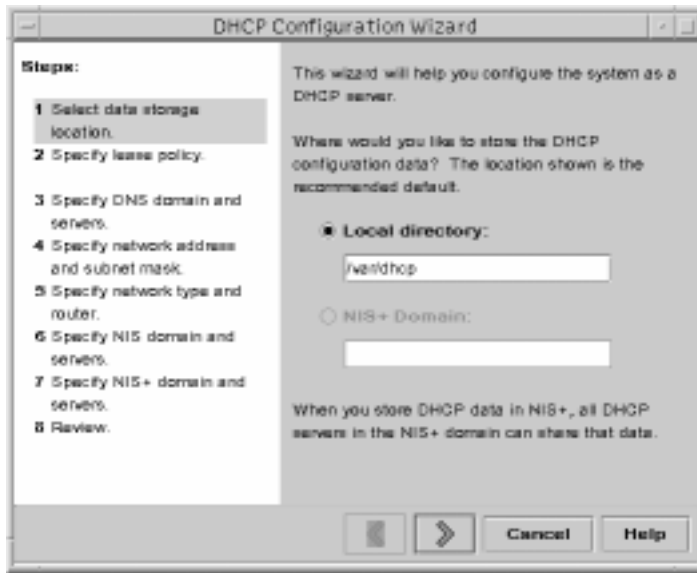 DHCP Configuration Wizard
Steps:
1 Select data storage
location.
2 Specify lease policy.
3 Specify DNS domain and
servers.
4 Specify network address
and subnet mask.
5 Specify network type and
router.
6 Specify NIS domain and
servers.
7 Specify NIS+ domain and
servers.
8 Review.
This wizard will help you configure the system as a
DHCP server.
Where would you like to store the DHCP
configuration data? The location shown is the
recommended default.
Local directory:
/var/dhcp
NIS+ Domain:
When you store DHCP data in NIS+, all DHCP
servers in the NIS+ domain can share that data.
Cancel
Help